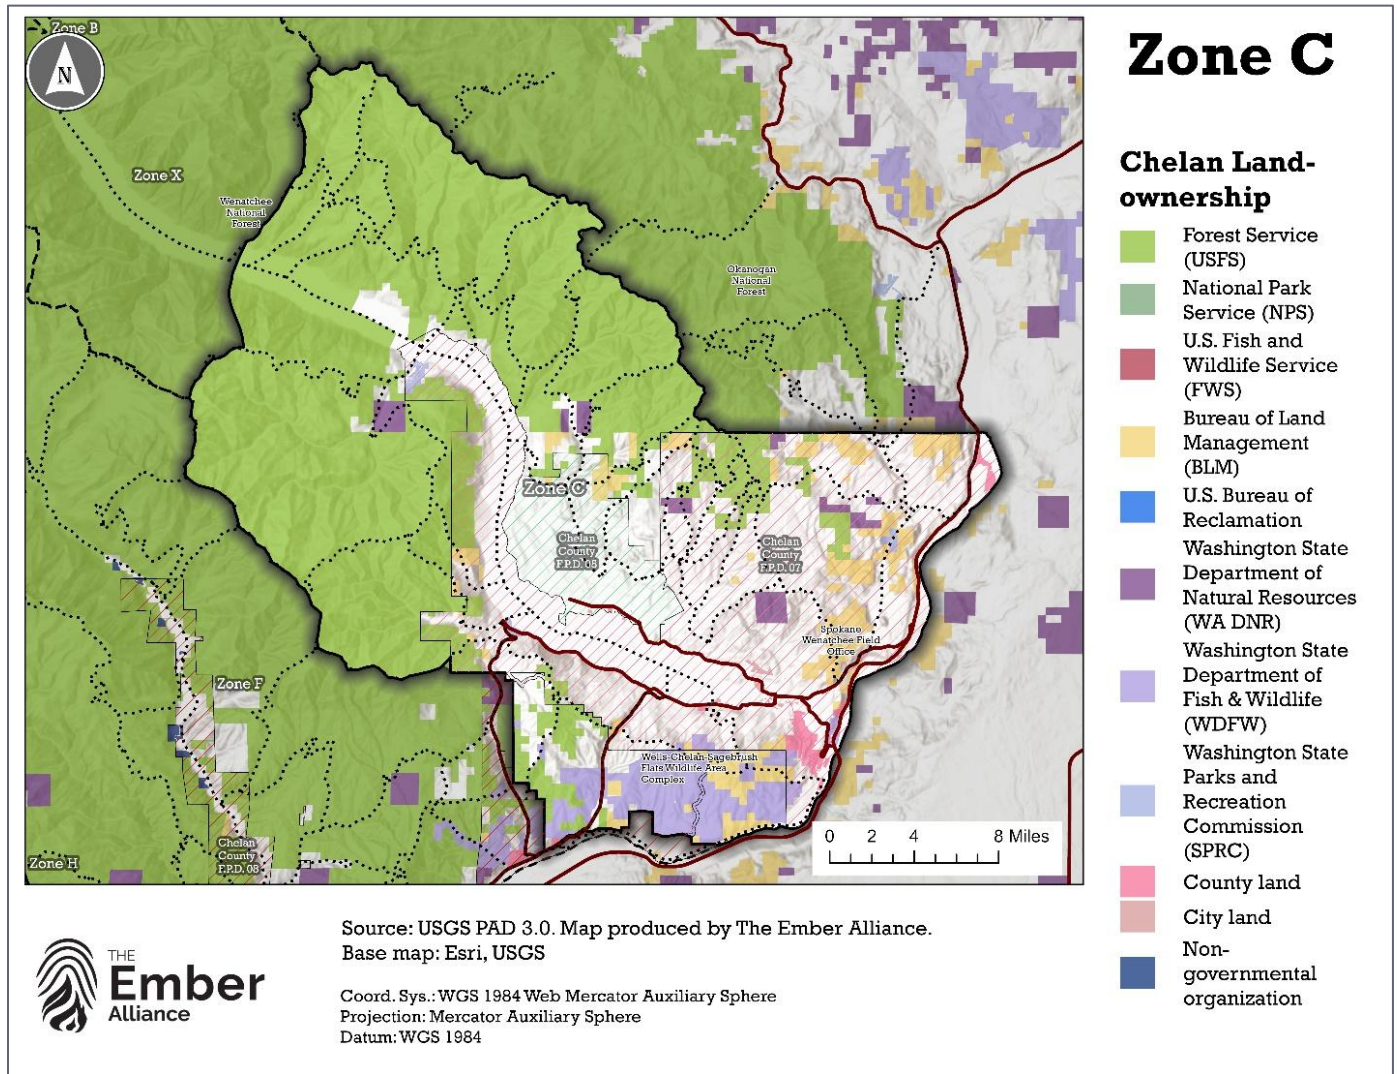 Zone B
N
Zone X
Wenatchee
National
Forest
Okanogan
National
Forest
Zone C
Chelan
County
F.P.D. 05
Chelan
County
F.P.D. 07
Spokane
Wenatchee Field
Office
Zone F
Wells-Chelan-Sagebrush
Flats Wildlife Area
Complex
Chelan
County
F.P.D. 08
Zone H
0 2 4 8 Miles
Zone C
Chelan Land-
ownership
Forest Service
(USFS)
National Park
Service (NPS)
U.S. Fish and
Wildlife Service
(FWS)
Bureau of Land
Management
(BLM)
U.S. Bureau of
Reclamation
Washington State
Department of
Natural Resources
(WA DNR)
Washington State
Department of
Fish & Wildlife
(WDFW)
Washington State
Parks and
Recreation
Commission
(SPRC)
County land
City land
Non-
governmental
organization
THE
Ember
Alliance
Source: USGS PAD 3.0. Map produced by The Ember Alliance.
Base map: Esri, USGS
Coord. Sys.: WGS 1984 Web Mercator Auxiliary Sphere
Projection: Mercator Auxiliary Sphere
Datum: WGS 1984